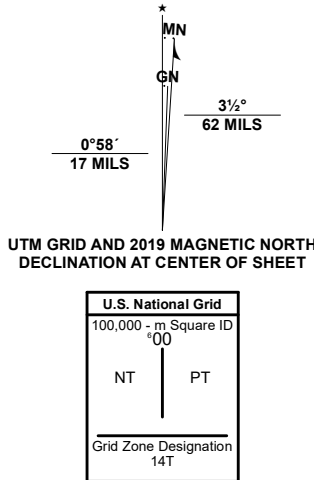 ★
MN
GN
3½°
62 MILS
0°58´
17 MILS
UTM GRID AND 2019 MAGNETIC NORTH
DECLINATION AT CENTER OF SHEET
U.S. National Grid
100,000 - m Square ID
⁶00
NT PT
Grid Zone Designation
14T